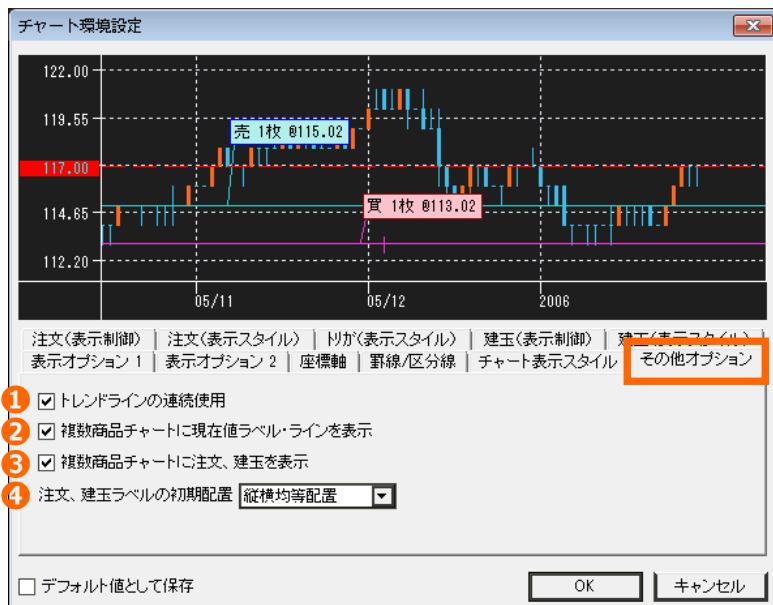 チャート環境設定
122.00
119.55
117.00
114.65
112.20
売 1枚 @115.02
買 1枚 @113.02
05/11 05/12 2006
注文(表示制御) 注文(表示スタイル) トリガ(表示スタイル) 建玉(表示制御) 建玉(表示スタイル)
表示オプション 1 表示オプション 2 座標軸 罫線/区分線 チャート表示スタイル その他オプション
1 トレンドラインの連続使用
2 複数商品チャートに現在値ラベル・ラインを表示
3 複数商品チャートに注文、建玉を表示
4 注文、建玉ラベルの初期配置 縦横均等配置
デフォルト値として保存 OK キャンセル